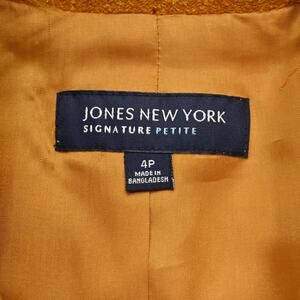 JONES NEW YORK
SIGNATURE PETITE
4P
MADE IN
BANGLADESH